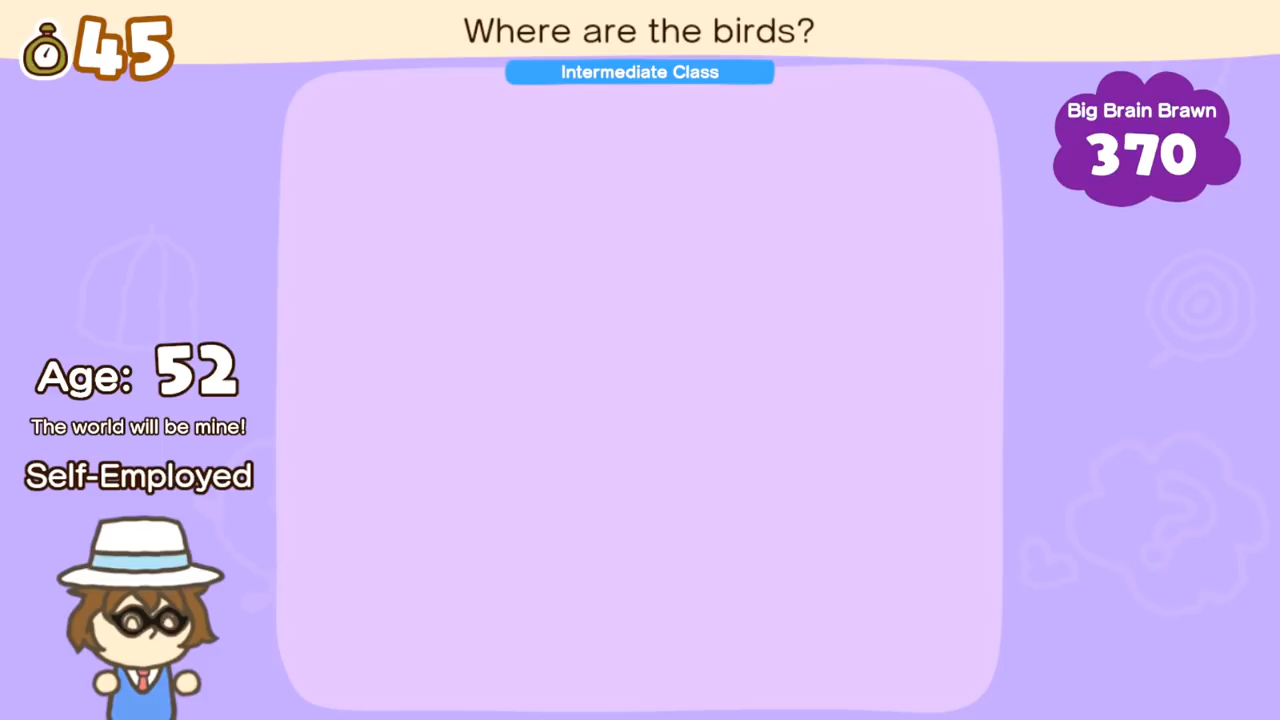 45
Where are the birds?
Intermediate Class
Big Brain Brawn
370
Age: 52
The world will be mine!
Self-Employed